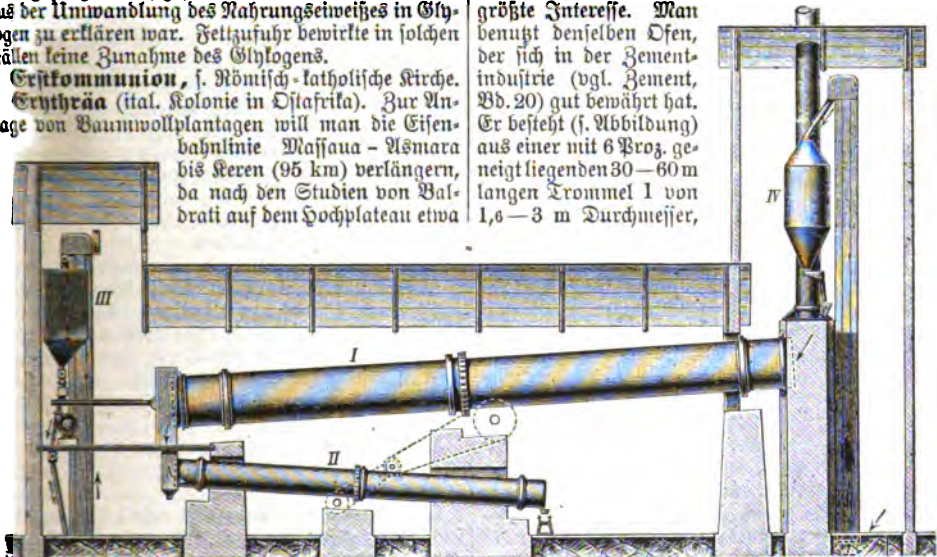 us der Umwandlung des Nahrungseiweißes in Gly-
ogen zu erklären war. Fettzufuhr bewirkte in solchen
ällen keine Zunahme des Glykogens.
Erstkommunion, s. Römisch-katholische Kirche.
Erythräa (ital. Kolonie in Ostafrika). Zur An-
age von Baumwollplantagen will man die Eisen-
bahnlinie Massaua – Asmara
bis Keren (95 km) verlängern,
da nach den Studien von Bal-
drati auf dem Hochplateau etwa
größte Interesse. Man
benutzt denselben Ofen,
der sich in der Zement-
industrie (vgl. Zement,
Bd. 20) gut bewährt hat.
Er besteht (s. Abbildung)
aus einer mit 6 Proz. ge-
neigt liegenden 30—60 m
langen Trommel I von
1,6—3 m Durchmesser,
IV
III
I
II